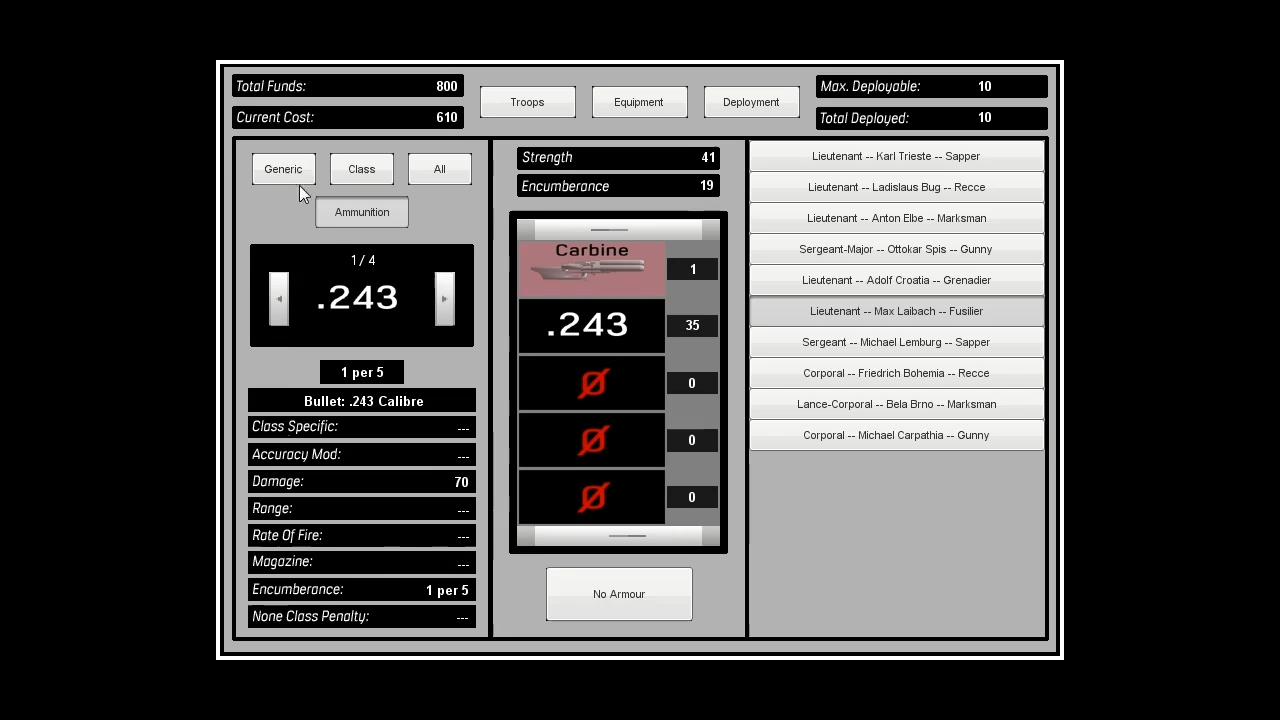 Total Funds: 800
Current Cost: 610
Troops
Equipment
Deployment
Max. Deployable: 10
Total Deployed: 10
Generic
Class
All
Ammunition
1 / 4
.243
1 per 5
Bullet: .243 Calibre
Class Specific: ---
Accuracy Mod: ---
Damage: 70
Range: ---
Rate Of Fire: ---
Magazine: ---
Encumberance: 1 per 5
None Class Penalty: ---
Strength 41
Encumberance 19
Carbine 1
.243 35
Ø 0
Ø 0
Ø 0
No Armour
Lieutenant -- Karl Trieste -- Sapper
Lieutenant -- Ladislaus Bug -- Recce
Lieutenant -- Anton Elbe -- Marksman
Sergeant-Major -- Ottokar Spis -- Gunny
Lieutenant -- Adolf Croatia -- Grenadier
Lieutenant -- Max Laibach -- Fusilier
Sergeant -- Michael Lemburg -- Sapper
Corporal -- Friedrich Bohemia -- Recce
Lance-Corporal -- Bela Brno -- Marksman
Corporal -- Michael Carpathia -- Gunny